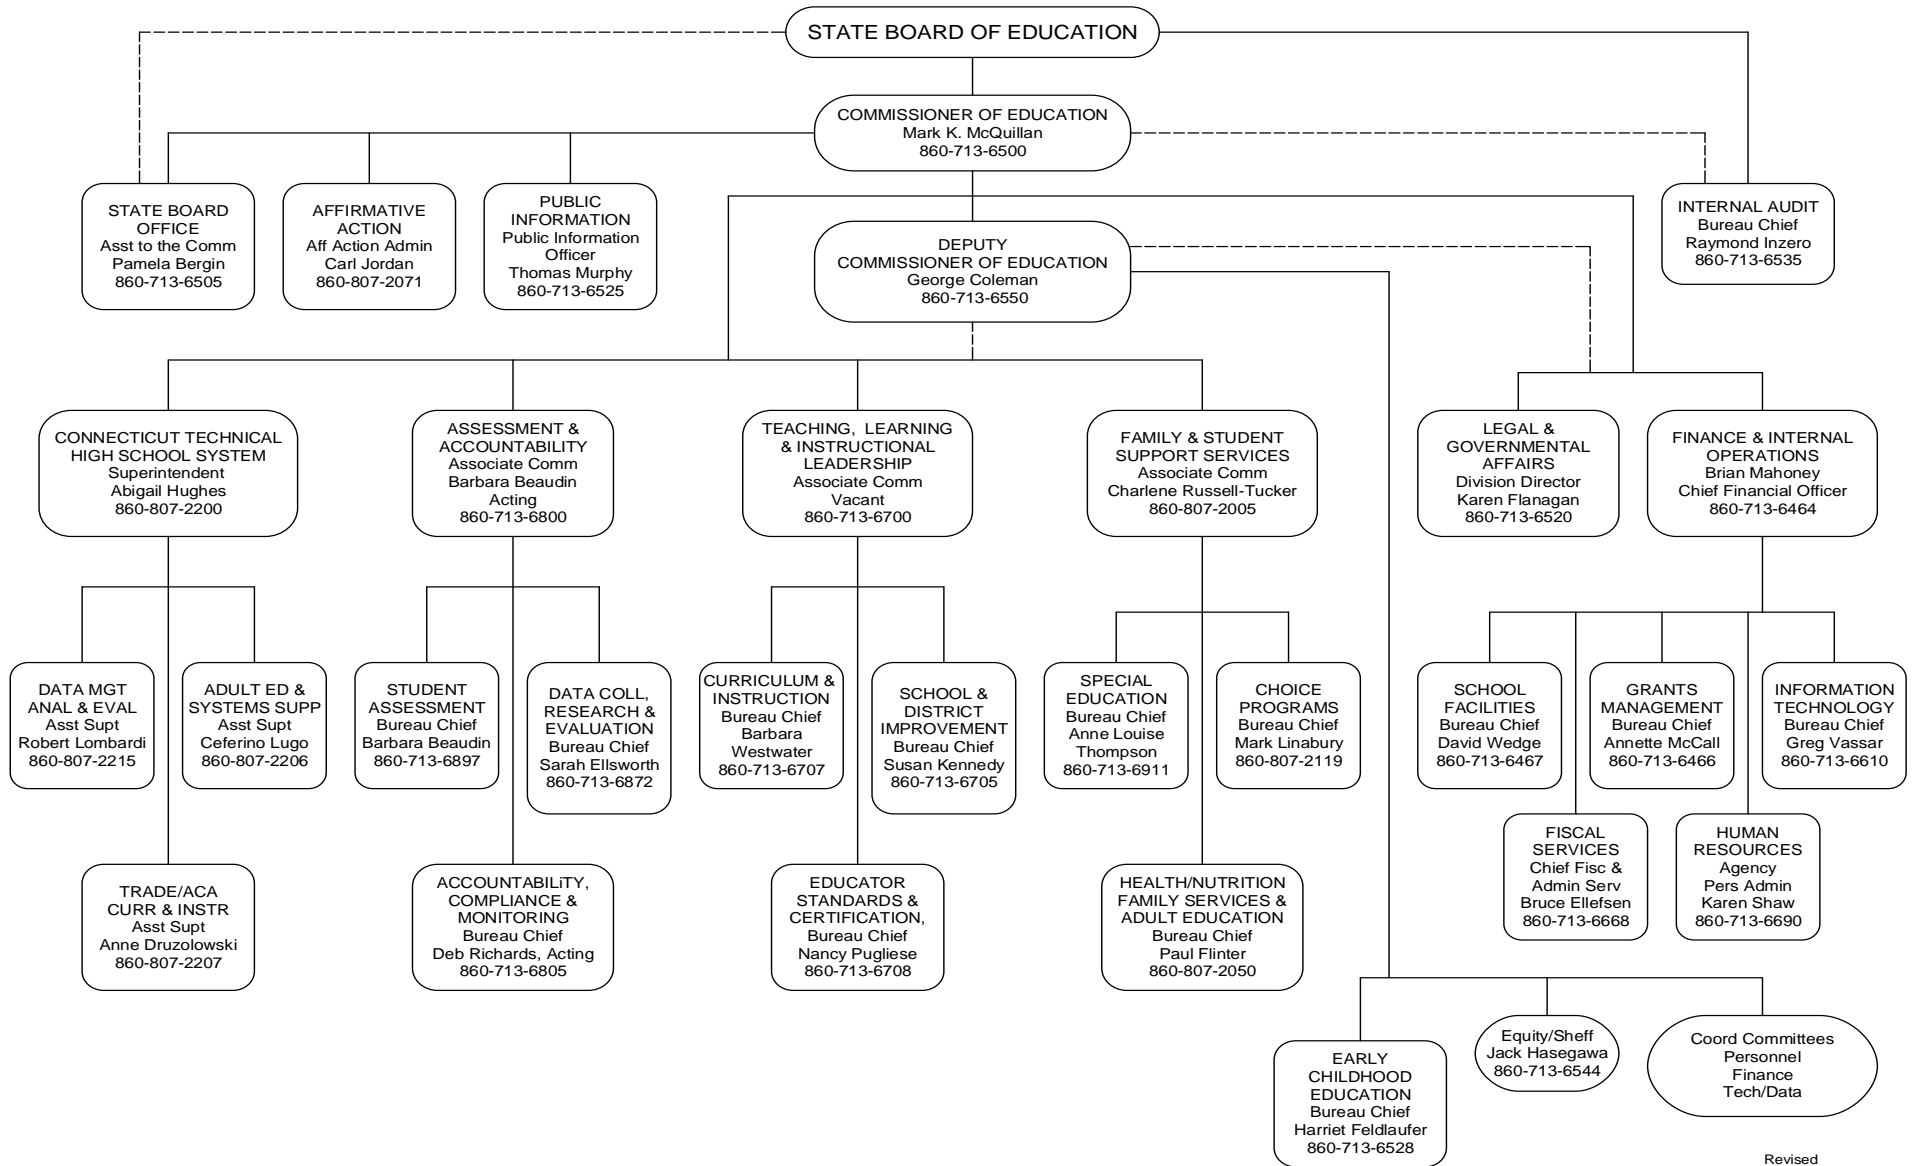 STATE BOARD OF EDUCATION
COMMISSIONER OF EDUCATION
Mark K. McQuillan
860-713-6500
STATE BOARD
OFFICE
Asst to the Comm
Pamela Bergin
860-713-6505
AFFIRMATIVE
ACTION
Aff Action Admin
Carl Jordan
860-807-2071
PUBLIC
INFORMATION
Public Information
Officer
Thomas Murphy
860-713-6525
DEPUTY
COMMISSIONER OF EDUCATION
George Coleman
860-713-6550
INTERNAL AUDIT
Bureau Chief
Raymond Inzero
860-713-6535
CONNECTICUT TECHNICAL
HIGH SCHOOL SYSTEM
Superintendent
Abigail Hughes
860-807-2200
ASSESSMENT &
ACCOUNTABILITY
Associate Comm
Barbara Beaudin
Acting
860-713-6800
TEACHING, LEARNING
& INSTRUCTIONAL
LEADERSHIP
Associate Comm
Vacant
860-713-6700
FAMILY & STUDENT
SUPPORT SERVICES
Associate Comm
Charlene Russell-Tucker
860-807-2005
LEGAL &
GOVERNMENTAL
AFFAIRS
Division Director
Karen Flanagan
860-713-6520
FINANCE & INTERNAL
OPERATIONS
Brian Mahoney
Chief Financial Officer
860-713-6464
DATA MGT
ANAL & EVAL
Asst Supt
Robert Lombardi
860-807-2215
ADULT ED &
SYSTEMS SUPP
Asst Supt
Ceferino Lugo
860-807-2206
STUDENT
ASSESSMENT
Bureau Chief
Barbara Beaudin
860-713-6897
DATA COLL,
RESEARCH &
EVALUATION
Bureau Chief
Sarah Ellsworth
860-713-6872
CURRICULUM &
INSTRUCTION
Bureau Chief
Barbara
Westwater
860-713-6707
SCHOOL &
DISTRICT
IMPROVEMENT
Bureau Chief
Susan Kennedy
860-713-6705
SPECIAL
EDUCATION
Bureau Chief
Anne Louise
Thompson
860-713-6911
CHOICE
PROGRAMS
Bureau Chief
Mark Linabury
860-807-2119
SCHOOL
FACILITIES
Bureau Chief
David Wedge
860-713-6467
GRANTS
MANAGEMENT
Bureau Chief
Annette McCall
860-713-6466
INFORMATION
TECHNOLOGY
Bureau Chief
Greg Vassar
860-713-6610
FISCAL
SERVICES
Chief Fisc &
Admin Serv
Bruce Ellefsen
860-713-6668
HUMAN
RESOURCES
Agency
Pers Admin
Karen Shaw
860-713-6690
TRADE/ACA
CURR & INSTR
Asst Supt
Anne Druzolowski
860-807-2207
ACCOUNTABILiTY,
COMPLIANCE &
MONITORING
Bureau Chief
Deb Richards, Acting
860-713-6805
EDUCATOR
STANDARDS &
CERTIFICATION,
Bureau Chief
Nancy Pugliese
860-713-6708
HEALTH/NUTRITION
FAMILY SERVICES &
ADULT EDUCATION
Bureau Chief
Paul Flinter
860-807-2050
EARLY
CHILDHOOD
EDUCATION
Bureau Chief
Harriet Feldlaufer
860-713-6528
Equity/Sheff
Jack Hasegawa
860-713-6544
Coord Committees
Personnel
Finance
Tech/Data
Revised